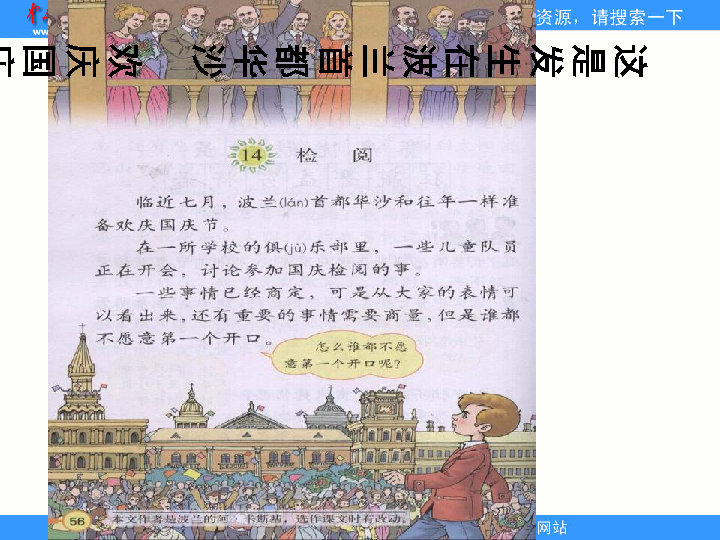 资源，请搜索一下
这是发生在波兰首都华沙 欢庆国庆
14 检 阅
临近七月，波兰(lán)首都华沙和往年一样准
备欢庆国庆节。
在一所学校的俱(jù)乐部里，一些儿童队员
正在开会，讨论参加国庆检阅的事。
一些事情已经商定，可是从大家的表情可
以看出来，还有重要的事情需要商量，但是谁都
不愿意第一个开口。
怎么谁都不愿
意第一个开口呢？
56
本文作者是波兰的阿·卡斯基，选作课文时有改动。
网站